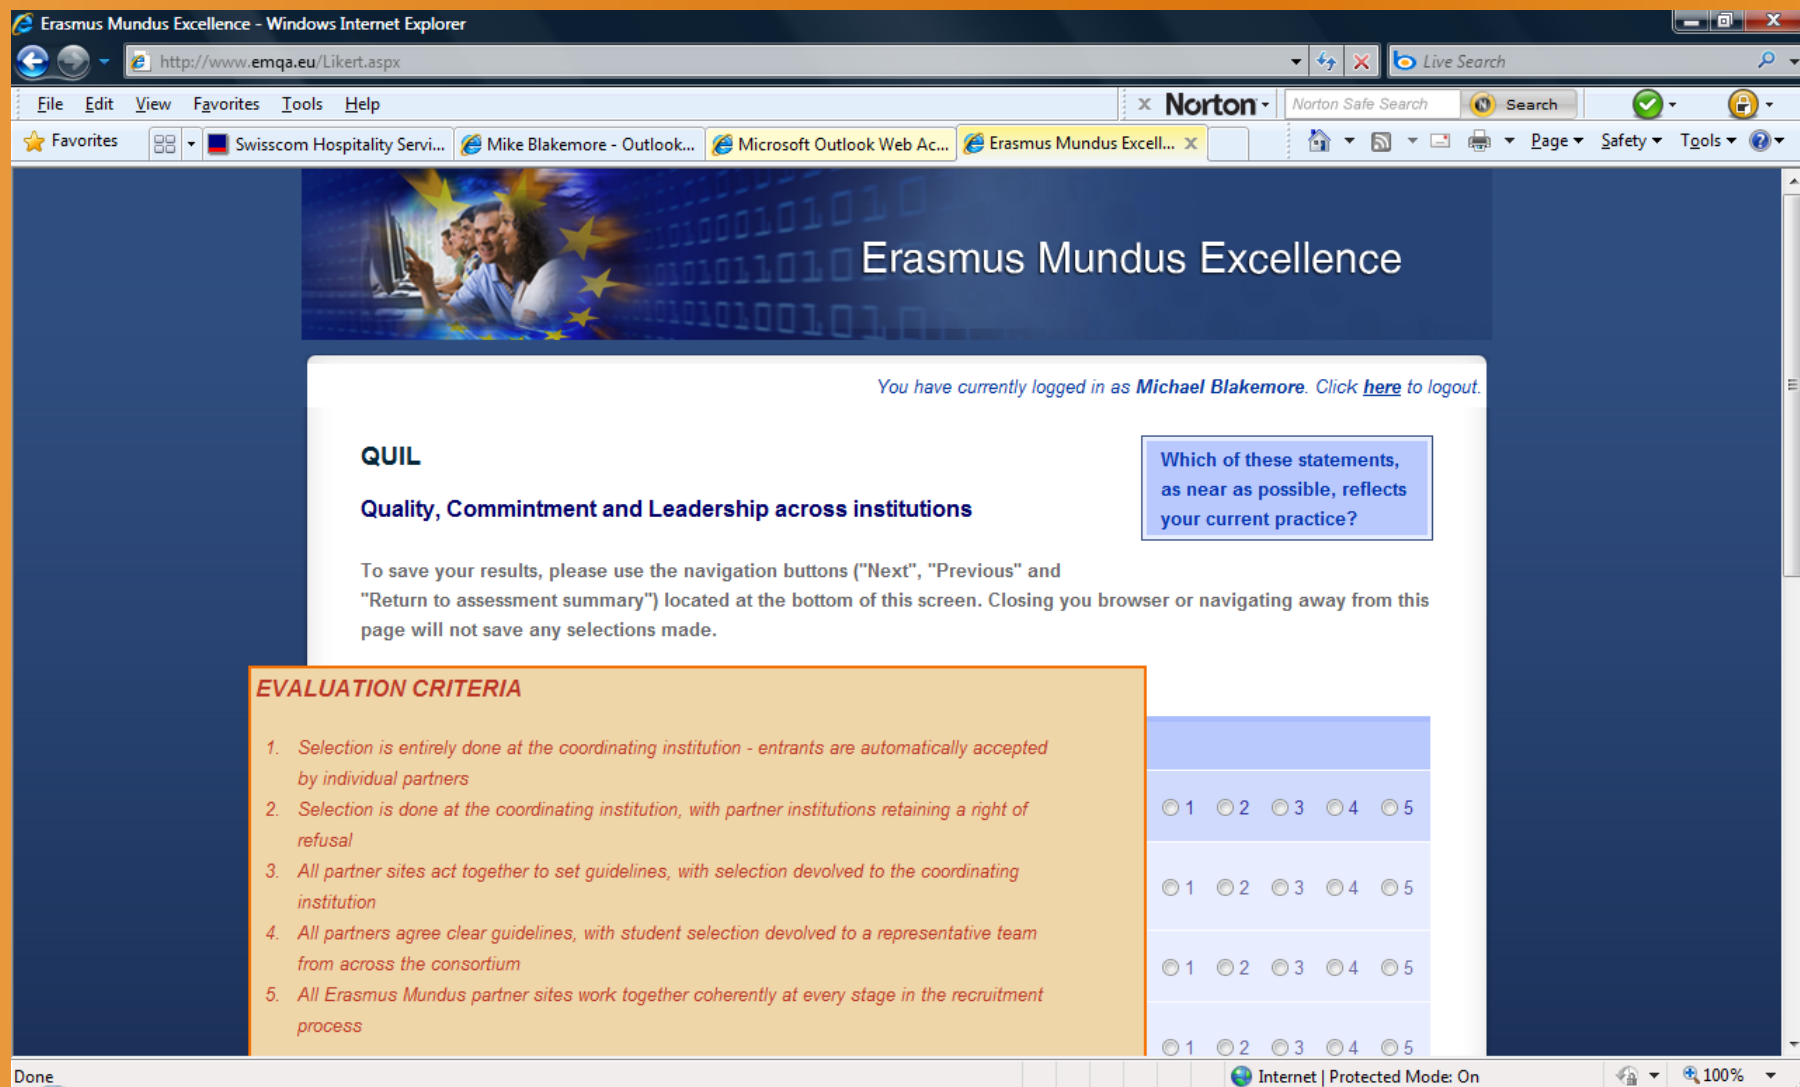 Erasmus Mundus Excellence - Windows Internet Explorer
http://www.emqa.eu/Likert.aspx
Live Search
File Edit View Favorites Tools Help
x Norton Norton Safe Search Search
Favorites Swisscom Hospitality Servi... Mike Blakemore - Outlook... Microsoft Outlook Web Ac... Erasmus Mundus Excell... x Page Safety Tools
Erasmus Mundus Excellence
You have currently logged in as Michael Blakemore. Click here to logout.
QUIL
Quality, Commintment and Leadership across institutions
Which of these statements,
as near as possible, reflects
your current practice?
To save your results, please use the navigation buttons ("Next", "Previous" and
"Return to assessment summary") located at the bottom of this screen. Closing you browser or navigating away from this
page will not save any selections made.
EVALUATION CRITERIA
1. Selection is entirely done at the coordinating institution - entrants are automatically accepted
by individual partners
2. Selection is done at the coordinating institution, with partner institutions retaining a right of
refusal
3. All partner sites act together to set guidelines, with selection devolved to the coordinating
institution
4. All partners agree clear guidelines, with student selection devolved to a representative team
from across the consortium
5. All Erasmus Mundus partner sites work together coherently at every stage in the recruitment
process
1 2 3 4 5
1 2 3 4 5
1 2 3 4 5
1 2 3 4 5
Done
Internet | Protected Mode: On
100%